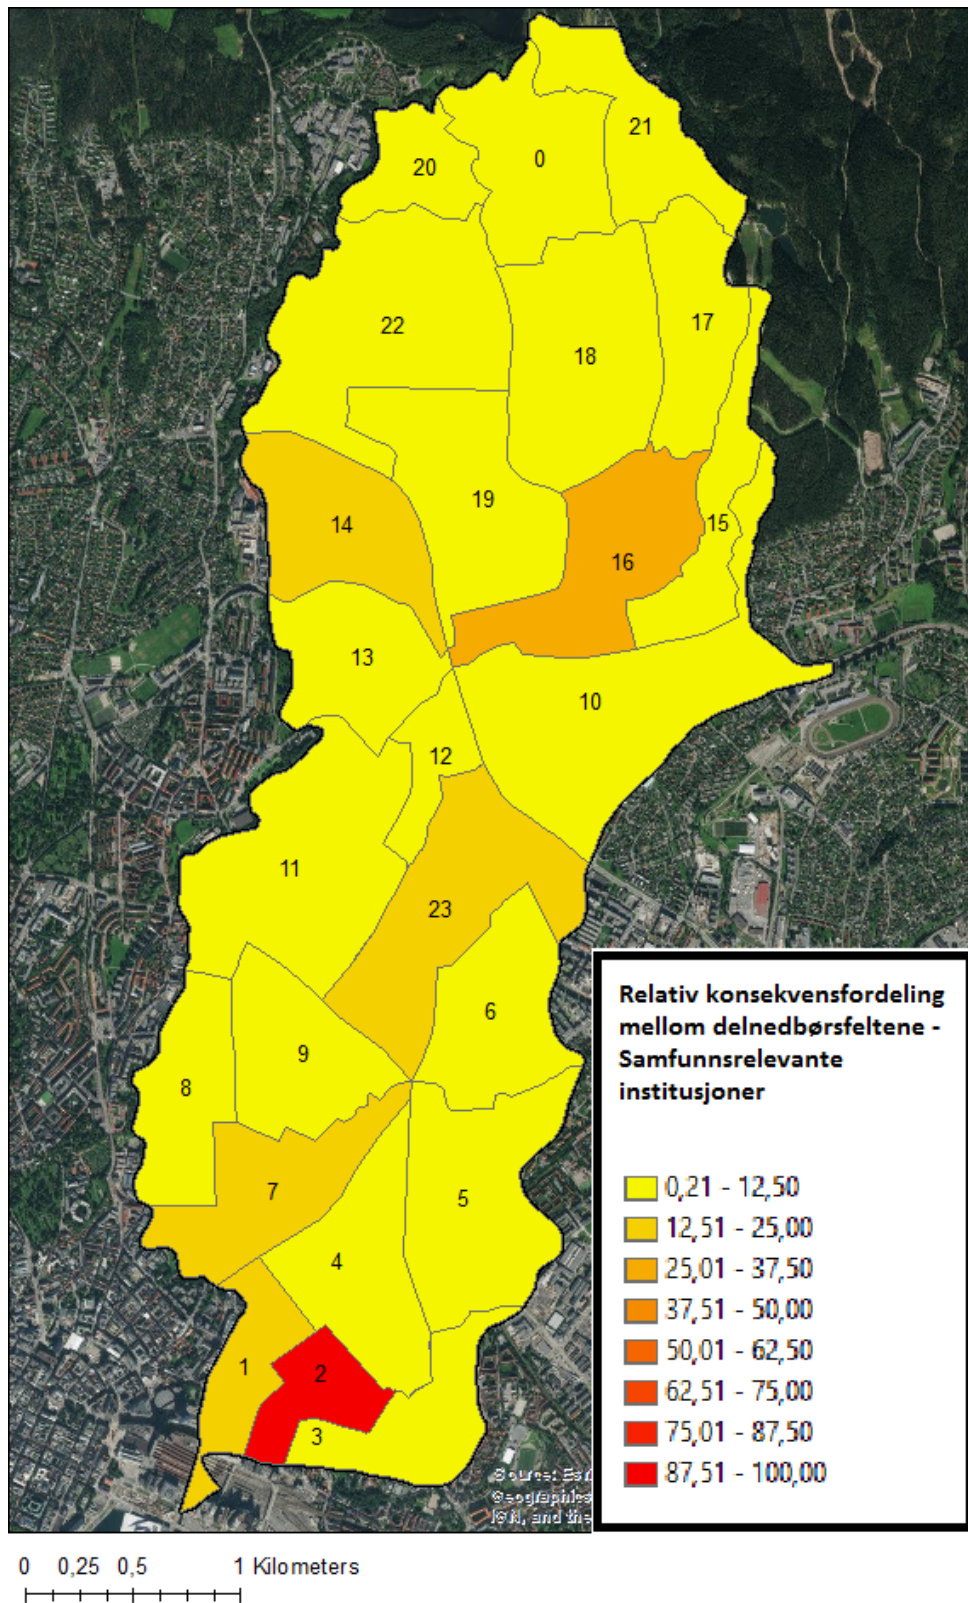 21
0
20
17
22
18
14
19
15
16
13
10
12
11
23
6
9
8
7
5
4
1
2
3
Relativ konsekvensfordeling
mellom delnedbørsfeltene -
Samfunnsrelevante
institusjoner
0,21 - 12,50
12,51 - 25,00
25,01 - 37,50
37,51 - 50,00
50,01 - 62,50
62,51 - 75,00
75,01 - 87,50
87,51 - 100,00
Source: Esri
Geographics
IGN, and the
0 0,25 0,5 1 Kilometers